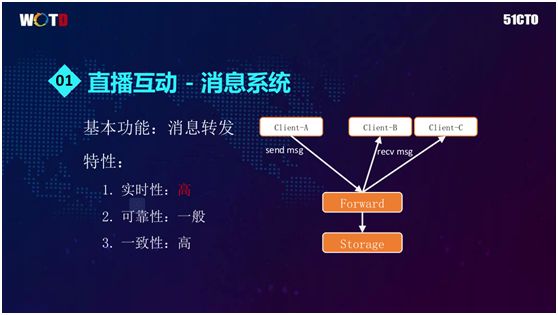 WOTD
51CTO
01 直播互动 - 消息系统
基本功能：消息转发
特性：
1. 实时性：高
2. 可靠性：一般
3. 一致性：高
Client-A
Client-B
Client-C
send msg
recv msg
Forward
Storage